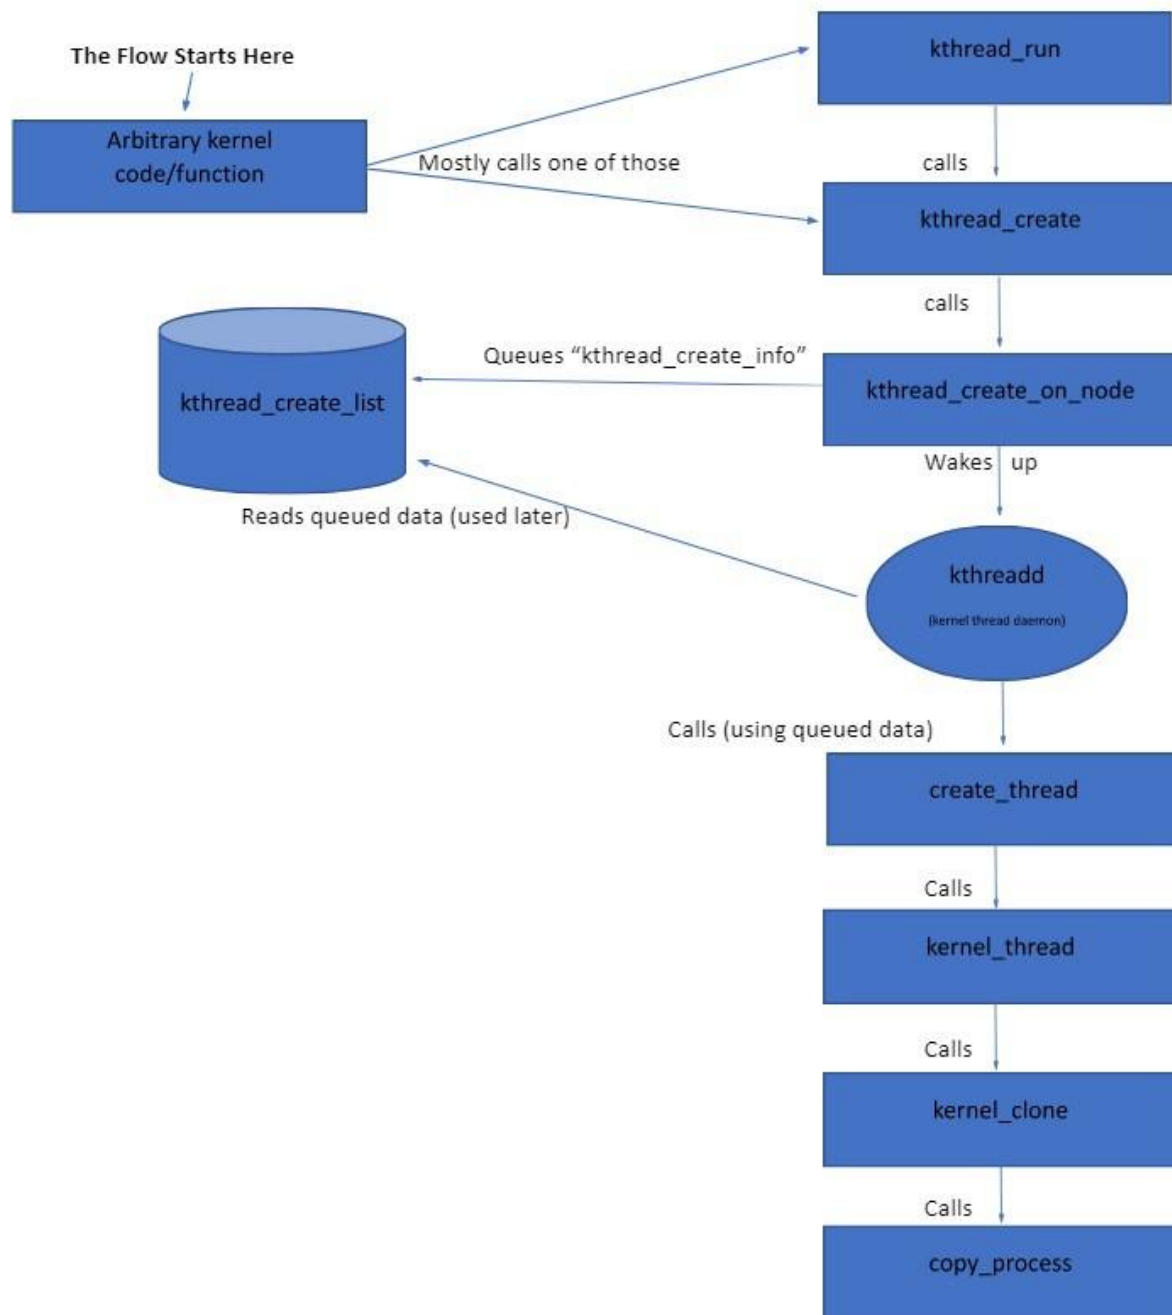 The Flow Starts Here
kthread_run
Arbitrary kernel
code/function
Mostly calls one of those
calls
kthread_create
calls
Queues “kthread_create_info”
kthread_create_list
kthread_create_on_node
Wakes up
Reads queued data (used later)
kthreadd
(kernel thread daemon)
Calls (using queued data)
create_thread
Calls
kernel_thread
Calls
kernel_clone
Calls
copy_process